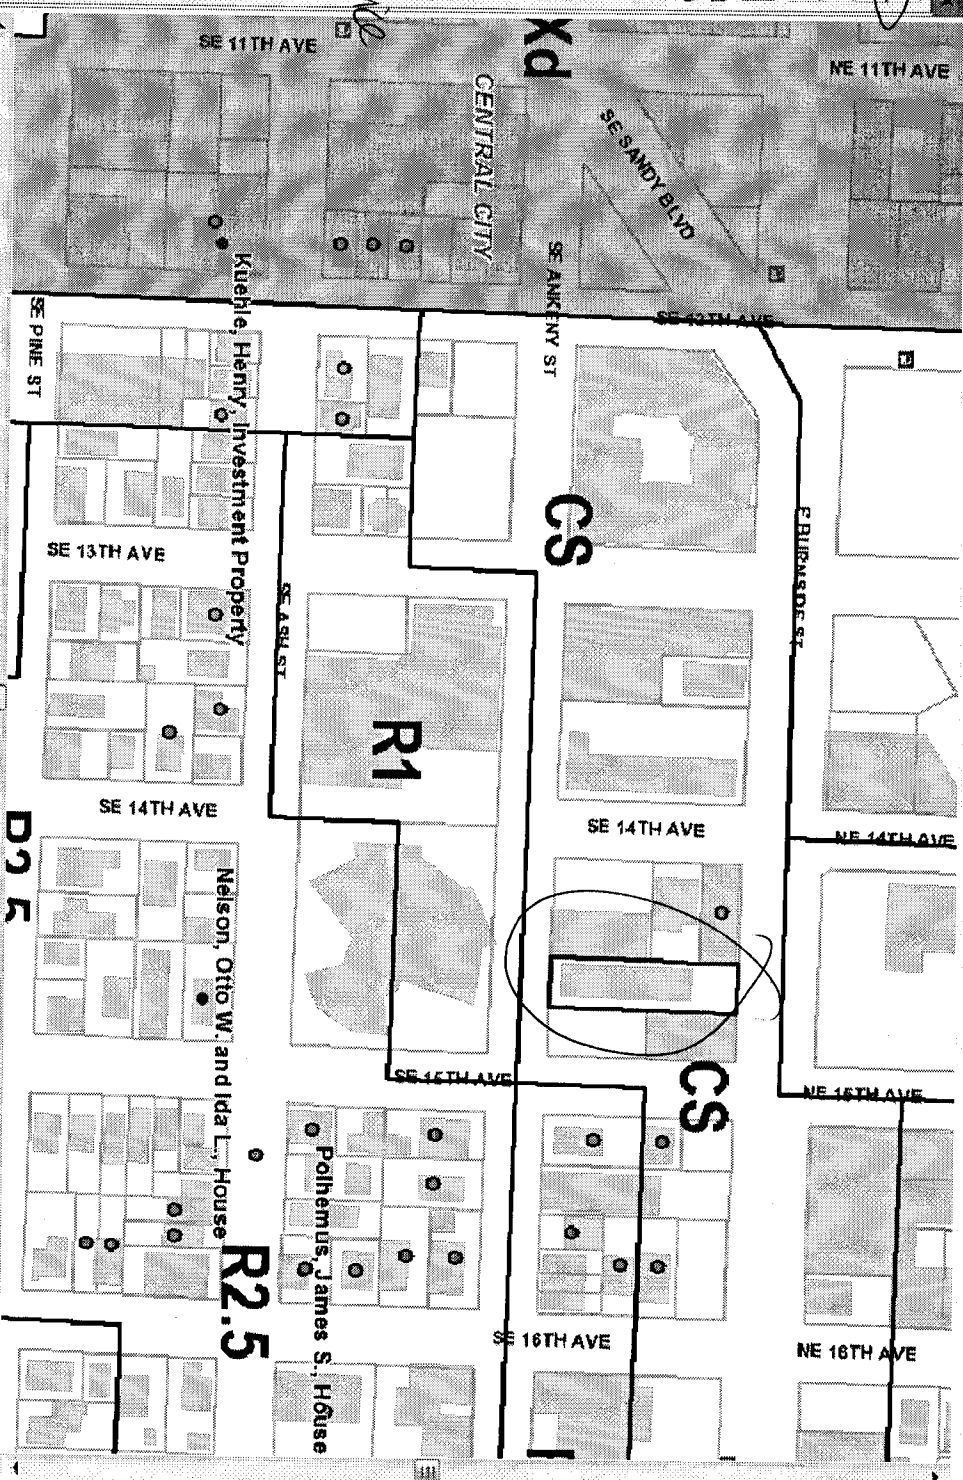 SE 11TH AVE
Xd
NE 11TH AVE
CENTRAL CITY
SE SANDY BLVD
SE ANKENY ST
SE 12TH AVE
SE PINE ST
Kuehle, Henry, Investment Property
CS
E BURNSIDE ST
SE 13TH AVE
SE ASH ST
R1
SE 14TH AVE
SE 14TH AVE
NE 14TH AVE
Nelson, Otto W. and Ida L., House
CS
SE 15TH AVE
NE 15TH AVE
Polhemus, James S., House
R2.5
SE 16TH AVE
NE 16TH AVE